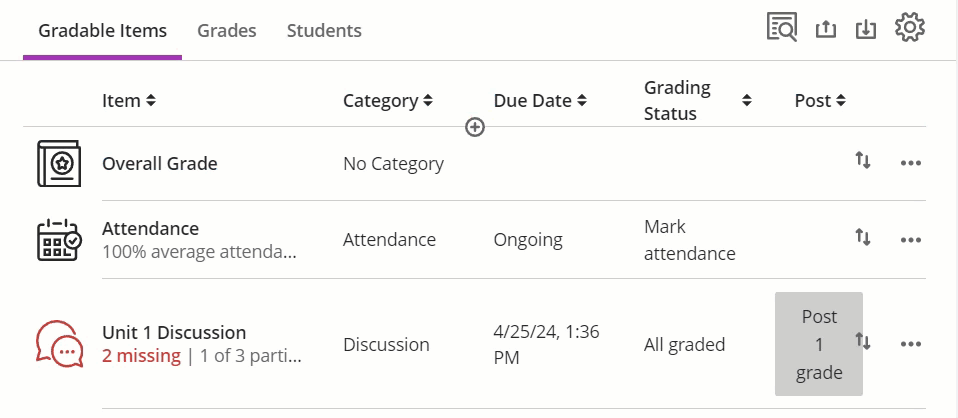 Gradable Items Grades Students
Item Category Due Date Grading Status Post
Overall Grade No Category
Attendance
100% average attenda... Attendance Ongoing Mark attendance
Unit 1 Discussion
2 missing | 1 of 3 parti... Discussion 4/25/24, 1:36 PM All graded Post 1 grade